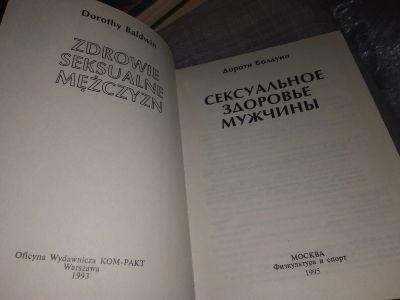 Dorothy Baldwin
ZDROWIE
SEKSUALNE
MĘŻCZYZN
Oficyna Wydawnicza KOM-PAKT
Warszawa
1993
Дороти Болдуин
СЕКСУАЛЬНОЕ
ЗДОРОВЬЕ
МУЖЧИНЫ
МОСКВА
Физкультура и спорт
1995